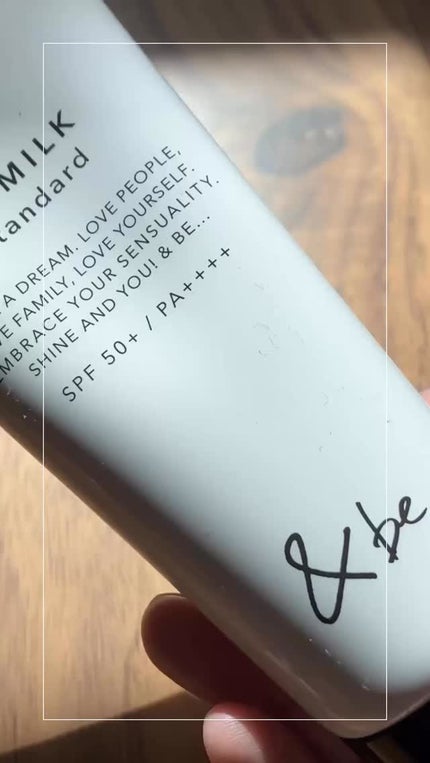 MILK
tandard
A DREAM. LOVE PEOPLE,
VE FAMILY, LOVE YOURSELF.
EMBRACE YOUR SENSUALITY.
SHINE AND YOU! & BE...
SPF 50+ / PA++++
& be